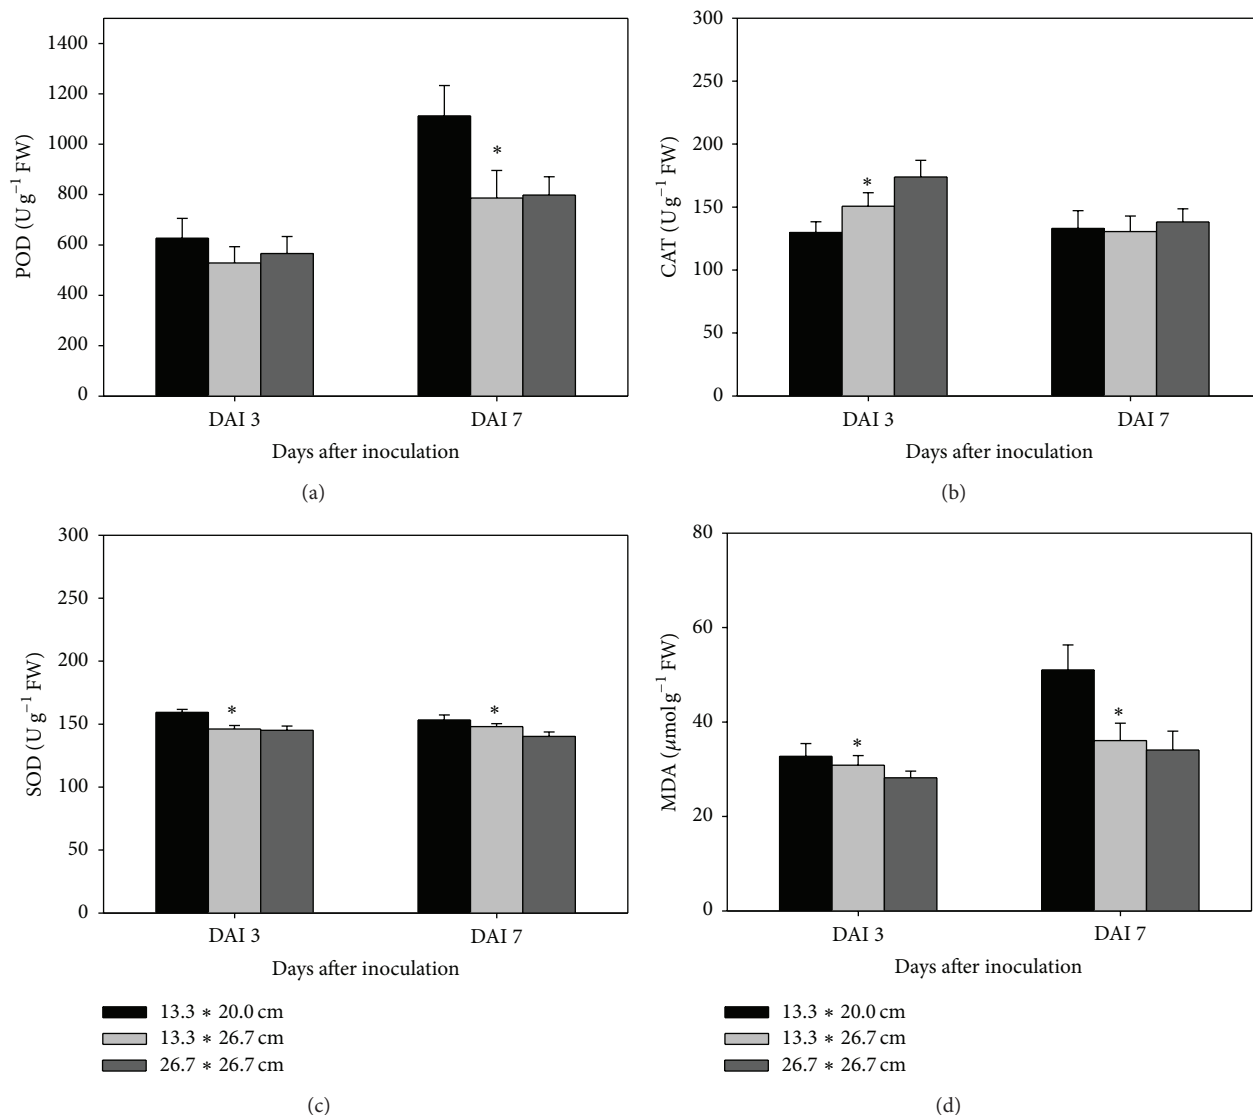 1400
1200
1000
800
600
400
200
0
POD (U g⁻¹ FW)
*
DAI 3 DAI 7
Days after inoculation
(a)
300
250
200
150
100
50
0
CAT (U g⁻¹ FW)
*
DAI 3 DAI 7
Days after inoculation
(b)
300
250
200
150
100
50
0
SOD (U g⁻¹ FW)
* *
DAI 3 DAI 7
Days after inoculation
13.3 * 20.0 cm
13.3 * 26.7 cm
26.7 * 26.7 cm
(c)
80
60
40
20
0
MDA (μmol g⁻¹ FW)
*
*
DAI 3 DAI 7
Days after inoculation
13.3 * 20.0 cm
13.3 * 26.7 cm
26.7 * 26.7 cm
(d)